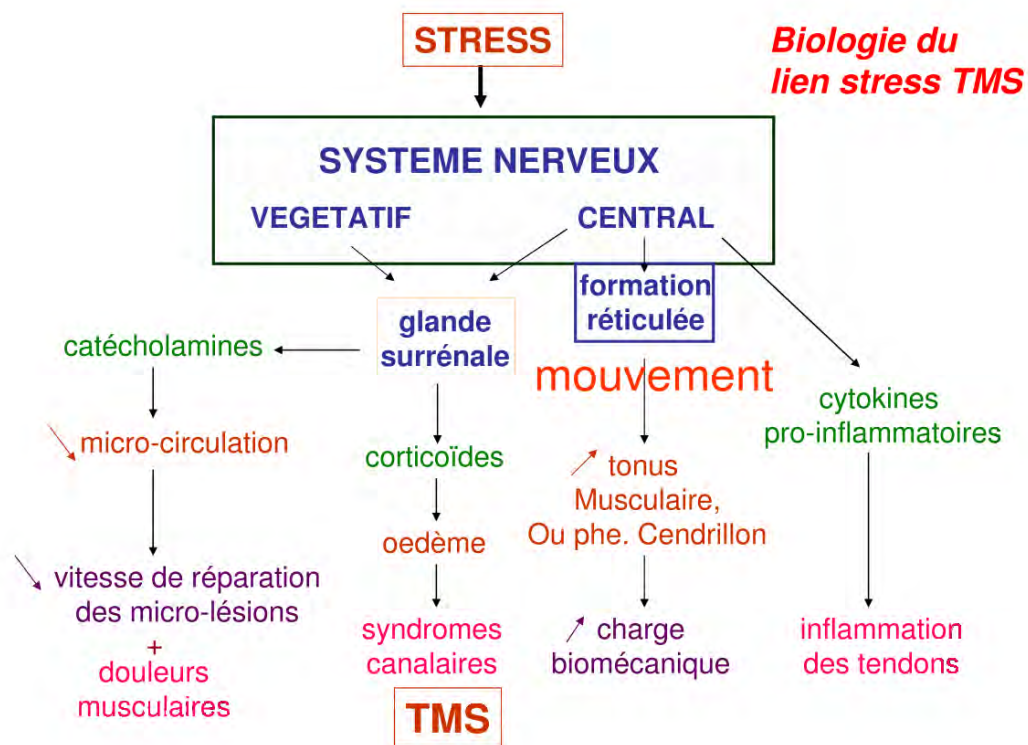 STRESS
Biologie du
lien stress TMS
SYSTEME NERVEUX
VEGETATIF
CENTRAL
formation
réticulée
glande
surrénale
catécholamines
mouvement
cytokines
pro-inflammatoires
micro-circulation
corticoïdes
tonus
Musculaire,
Ou phe. Cendrillon
oedème
vitesse de réparation
des micro-lésions
+
douleurs
musculaires
syndromes
canalaires
charge
biomécanique
inflammation
des tendons
TMS